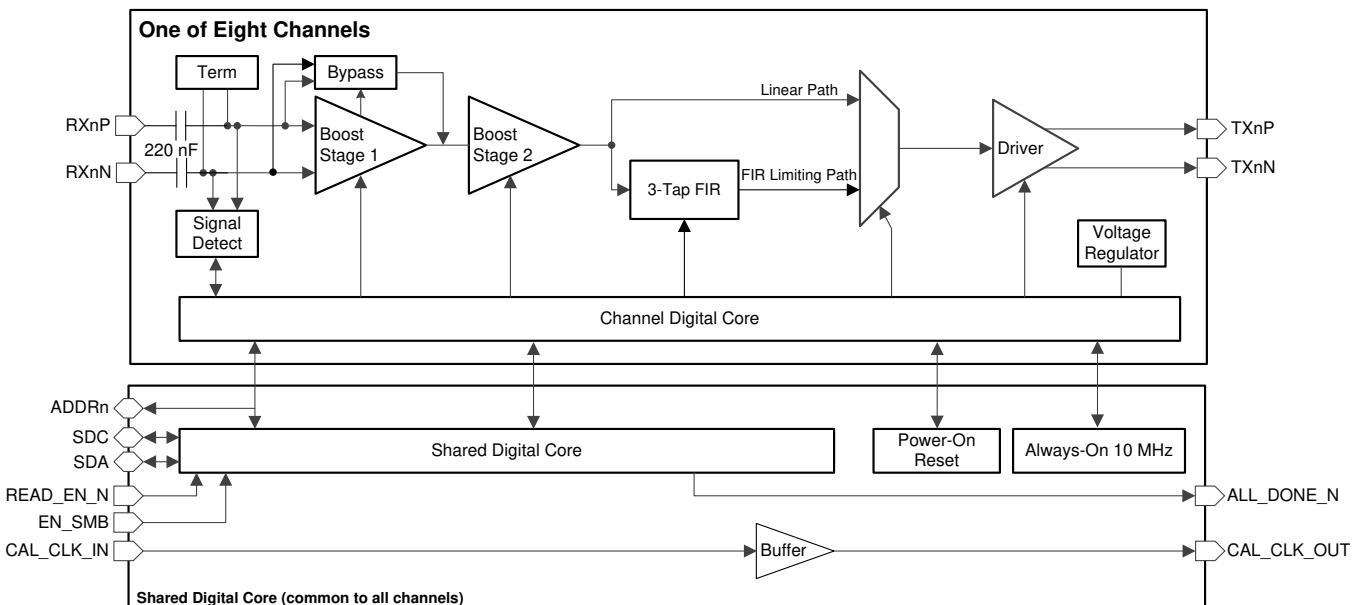 One of Eight Channels
Term
Bypass
Linear Path
RXnP
220 nF
Boost
Stage 1
Boost
Stage 2
TXnP
Driver
RXnN
TXnN
3-Tap FIR
FIR Limiting Path
Signal
Detect
Voltage
Regulator
Channel Digital Core
ADDRn
SDC
SDA
Shared Digital Core
Power-On
Reset
Always-On 10 MHz
READ_EN_N
ALL_DONE_N
EN_SMB
CAL_CLK_IN
Buffer
CAL_CLK_OUT
Shared Digital Core (common to all channels)